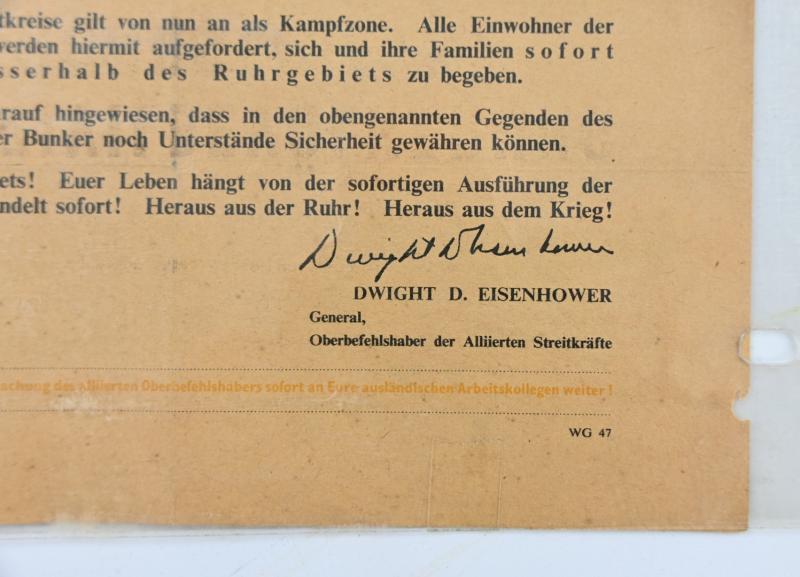 tkreise gilt von nun an als Kampfzone. Alle Einwohner der
werden hiermit aufgefordert, sich und ihre Familien sofort
sserhalb des Ruhrgebiets zu begeben.
rauf hingewiesen, dass in den obengenannten Gegenden des
er Bunker noch Unterstände Sicherheit gewähren können.
ets! Euer Leben hängt von der sofortigen Ausführung der
ndelt sofort! Heraus aus der Ruhr! Heraus aus dem Krieg!
Dwight D Eisenhower
DWIGHT D. EISENHOWER
General,
Oberbefehlshaber der Alliierten Streitkräfte
achung des Alliierten Oberbefehlshabers sofort an Eure ausländischen Arbeitskollegen weiter!
WG 47